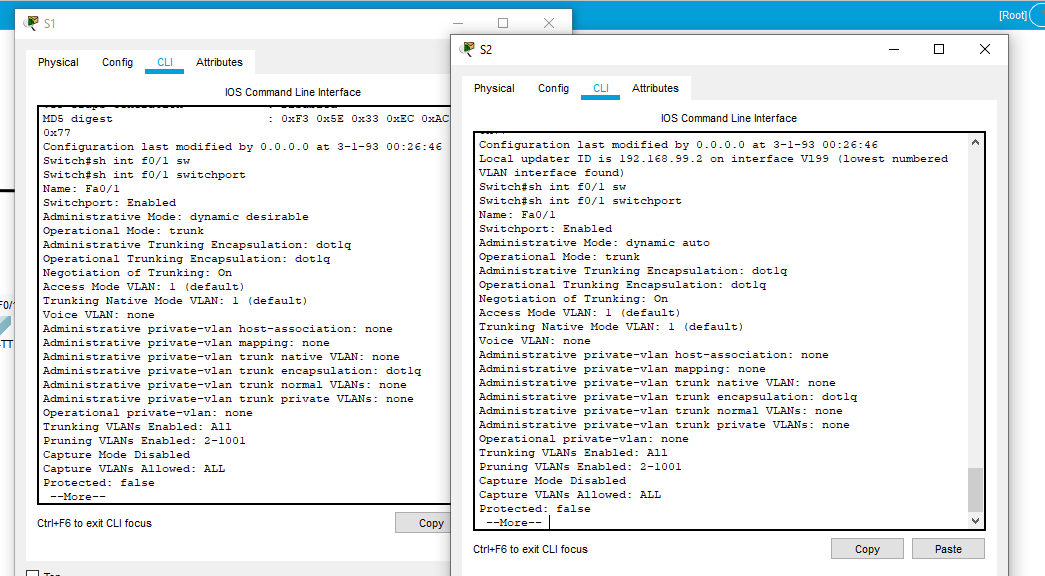 [Root]
S1
Physical Config CLI Attributes
IOS Command Line Interface
MD5 digest : 0xF3 0x5E 0x33 0xEC 0xAC
0x77
Configuration last modified by 0.0.0.0 at 3-1-93 00:26:46
Switch#sh int f0/1 sw
Switch#sh int f0/1 switchport
Name: Fa0/1
Switchport: Enabled
Administrative Mode: dynamic desirable
Operational Mode: trunk
Administrative Trunking Encapsulation: dot1q
Operational Trunking Encapsulation: dot1q
Negotiation of Trunking: On
Access Mode VLAN: 1 (default)
Trunking Native Mode VLAN: 1 (default)
Voice VLAN: none
Administrative private-vlan host-association: none
Administrative private-vlan mapping: none
Administrative private-vlan trunk native VLAN: none
Administrative private-vlan trunk encapsulation: dot1q
Administrative private-vlan trunk normal VLANs: none
Administrative private-vlan trunk private VLANs: none
Operational private-vlan: none
Trunking VLANs Enabled: All
Pruning VLANs Enabled: 2-1001
Capture Mode Disabled
Capture VLANs Allowed: ALL
Protected: false
--More--
Ctrl+F6 to exit CLI focus
Copy
S2
Physical Config CLI Attributes
IOS Command Line Interface
Configuration last modified by 0.0.0.0 at 3-1-93 00:26:46
Local updater ID is 192.168.99.2 on interface Vl99 (lowest numbered
VLAN interface found)
Switch#sh int f0/1 sw
Switch#sh int f0/1 switchport
Name: Fa0/1
Switchport: Enabled
Administrative Mode: dynamic auto
Operational Mode: trunk
Administrative Trunking Encapsulation: dot1q
Operational Trunking Encapsulation: dot1q
Negotiation of Trunking: On
Access Mode VLAN: 1 (default)
Trunking Native Mode VLAN: 1 (default)
Voice VLAN: none
Administrative private-vlan host-association: none
Administrative private-vlan mapping: none
Administrative private-vlan trunk native VLAN: none
Administrative private-vlan trunk encapsulation: dot1q
Administrative private-vlan trunk normal VLANs: none
Administrative private-vlan trunk private VLANs: none
Operational private-vlan: none
Trunking VLANs Enabled: All
Pruning VLANs Enabled: 2-1001
Capture Mode Disabled
Capture VLANs Allowed: ALL
Protected: false
--More--
Ctrl+F6 to exit CLI focus
Copy Paste